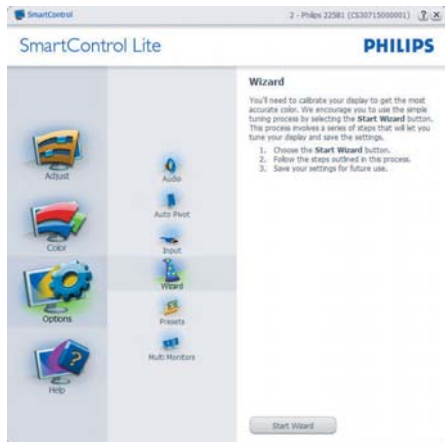 SmartControl
2 - Philips 225B1 (CS30715000001)
SmartControl Lite
PHILIPS
Adjust
Color
Options
Help
Audio
Auto Pivot
Input
Wizard
Presets
Multi Monitors
Wizard
You'll need to calibrate your display to get the most
accurate color. We encourage you to use the simple
tuning process by selecting the Start Wizard button.
This process involves a series of steps that will let you
tune your display and save the settings.
1. Choose the Start Wizard button.
2. Follow the steps outlined in this process.
3. Save your settings for future use.
Start Wizard